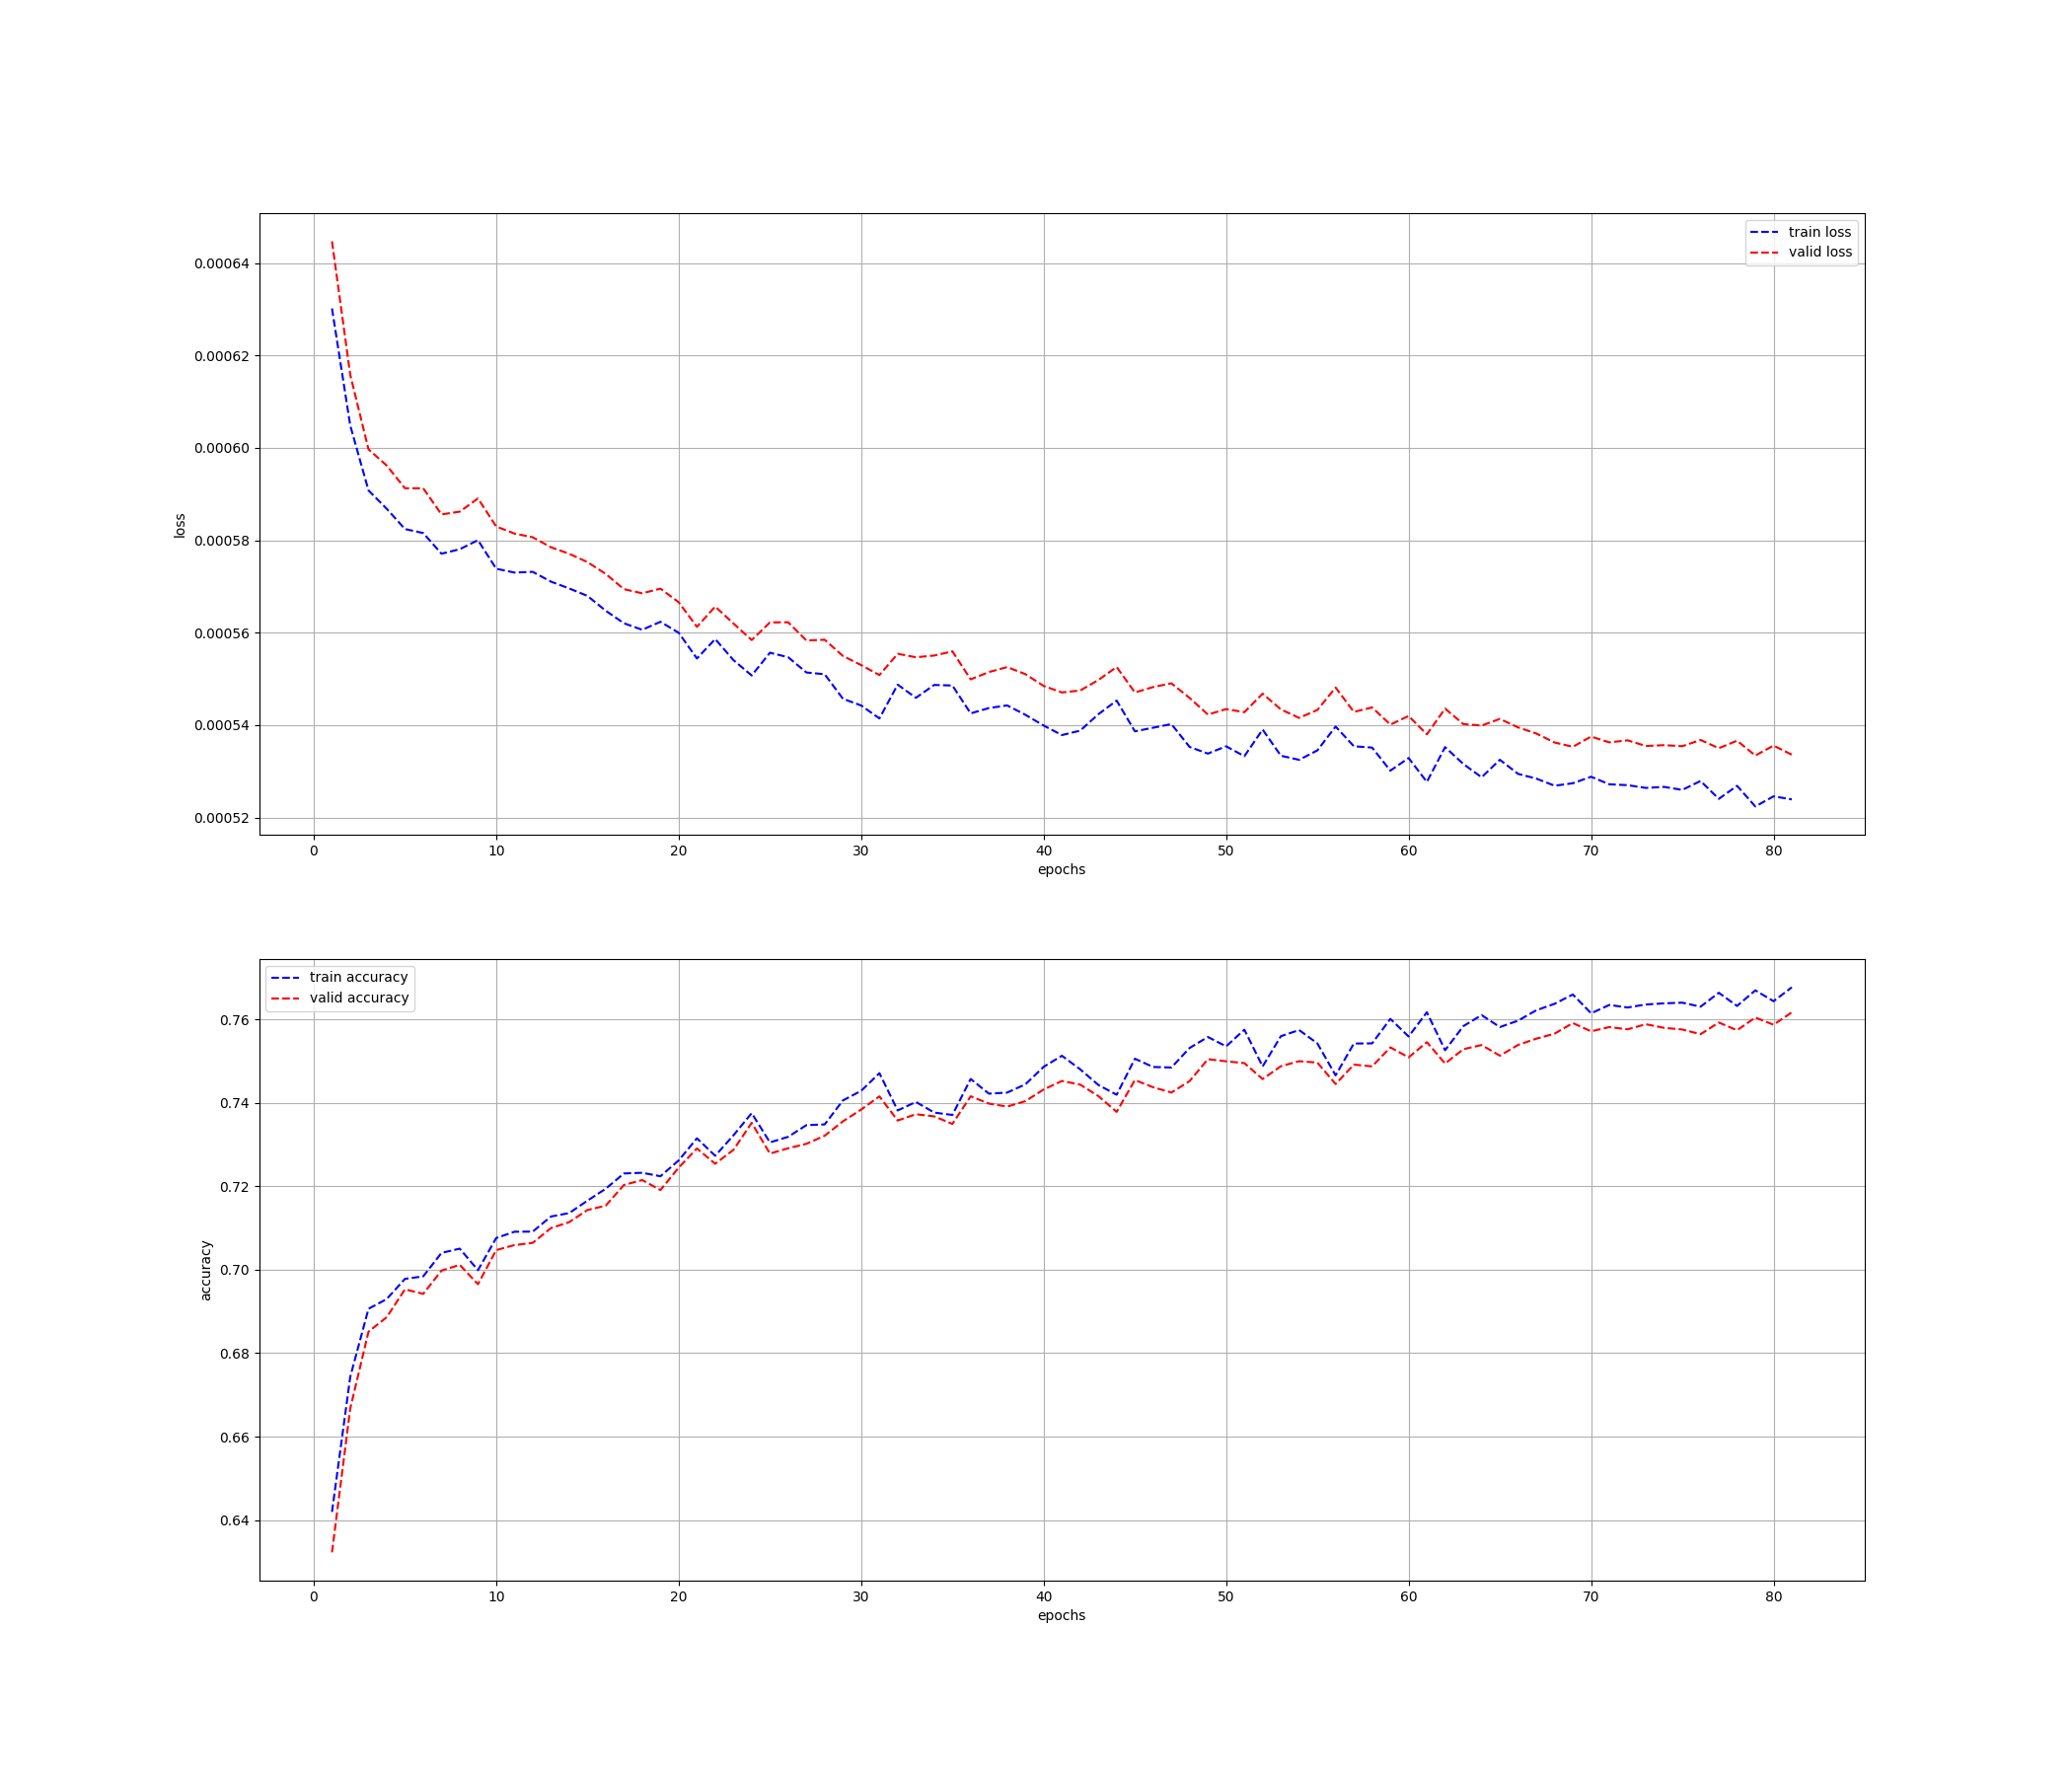 train loss
valid loss
0.00064
0.00062
0.00060
0.00058
0.00056
0.00054
0.00052
loss
0 10 20 30 40 50 60 70 80
epochs
train accuracy
valid accuracy
0.76
0.74
0.72
0.70
0.68
0.66
0.64
accuracy
0 10 20 30 40 50 60 70 80
epochs